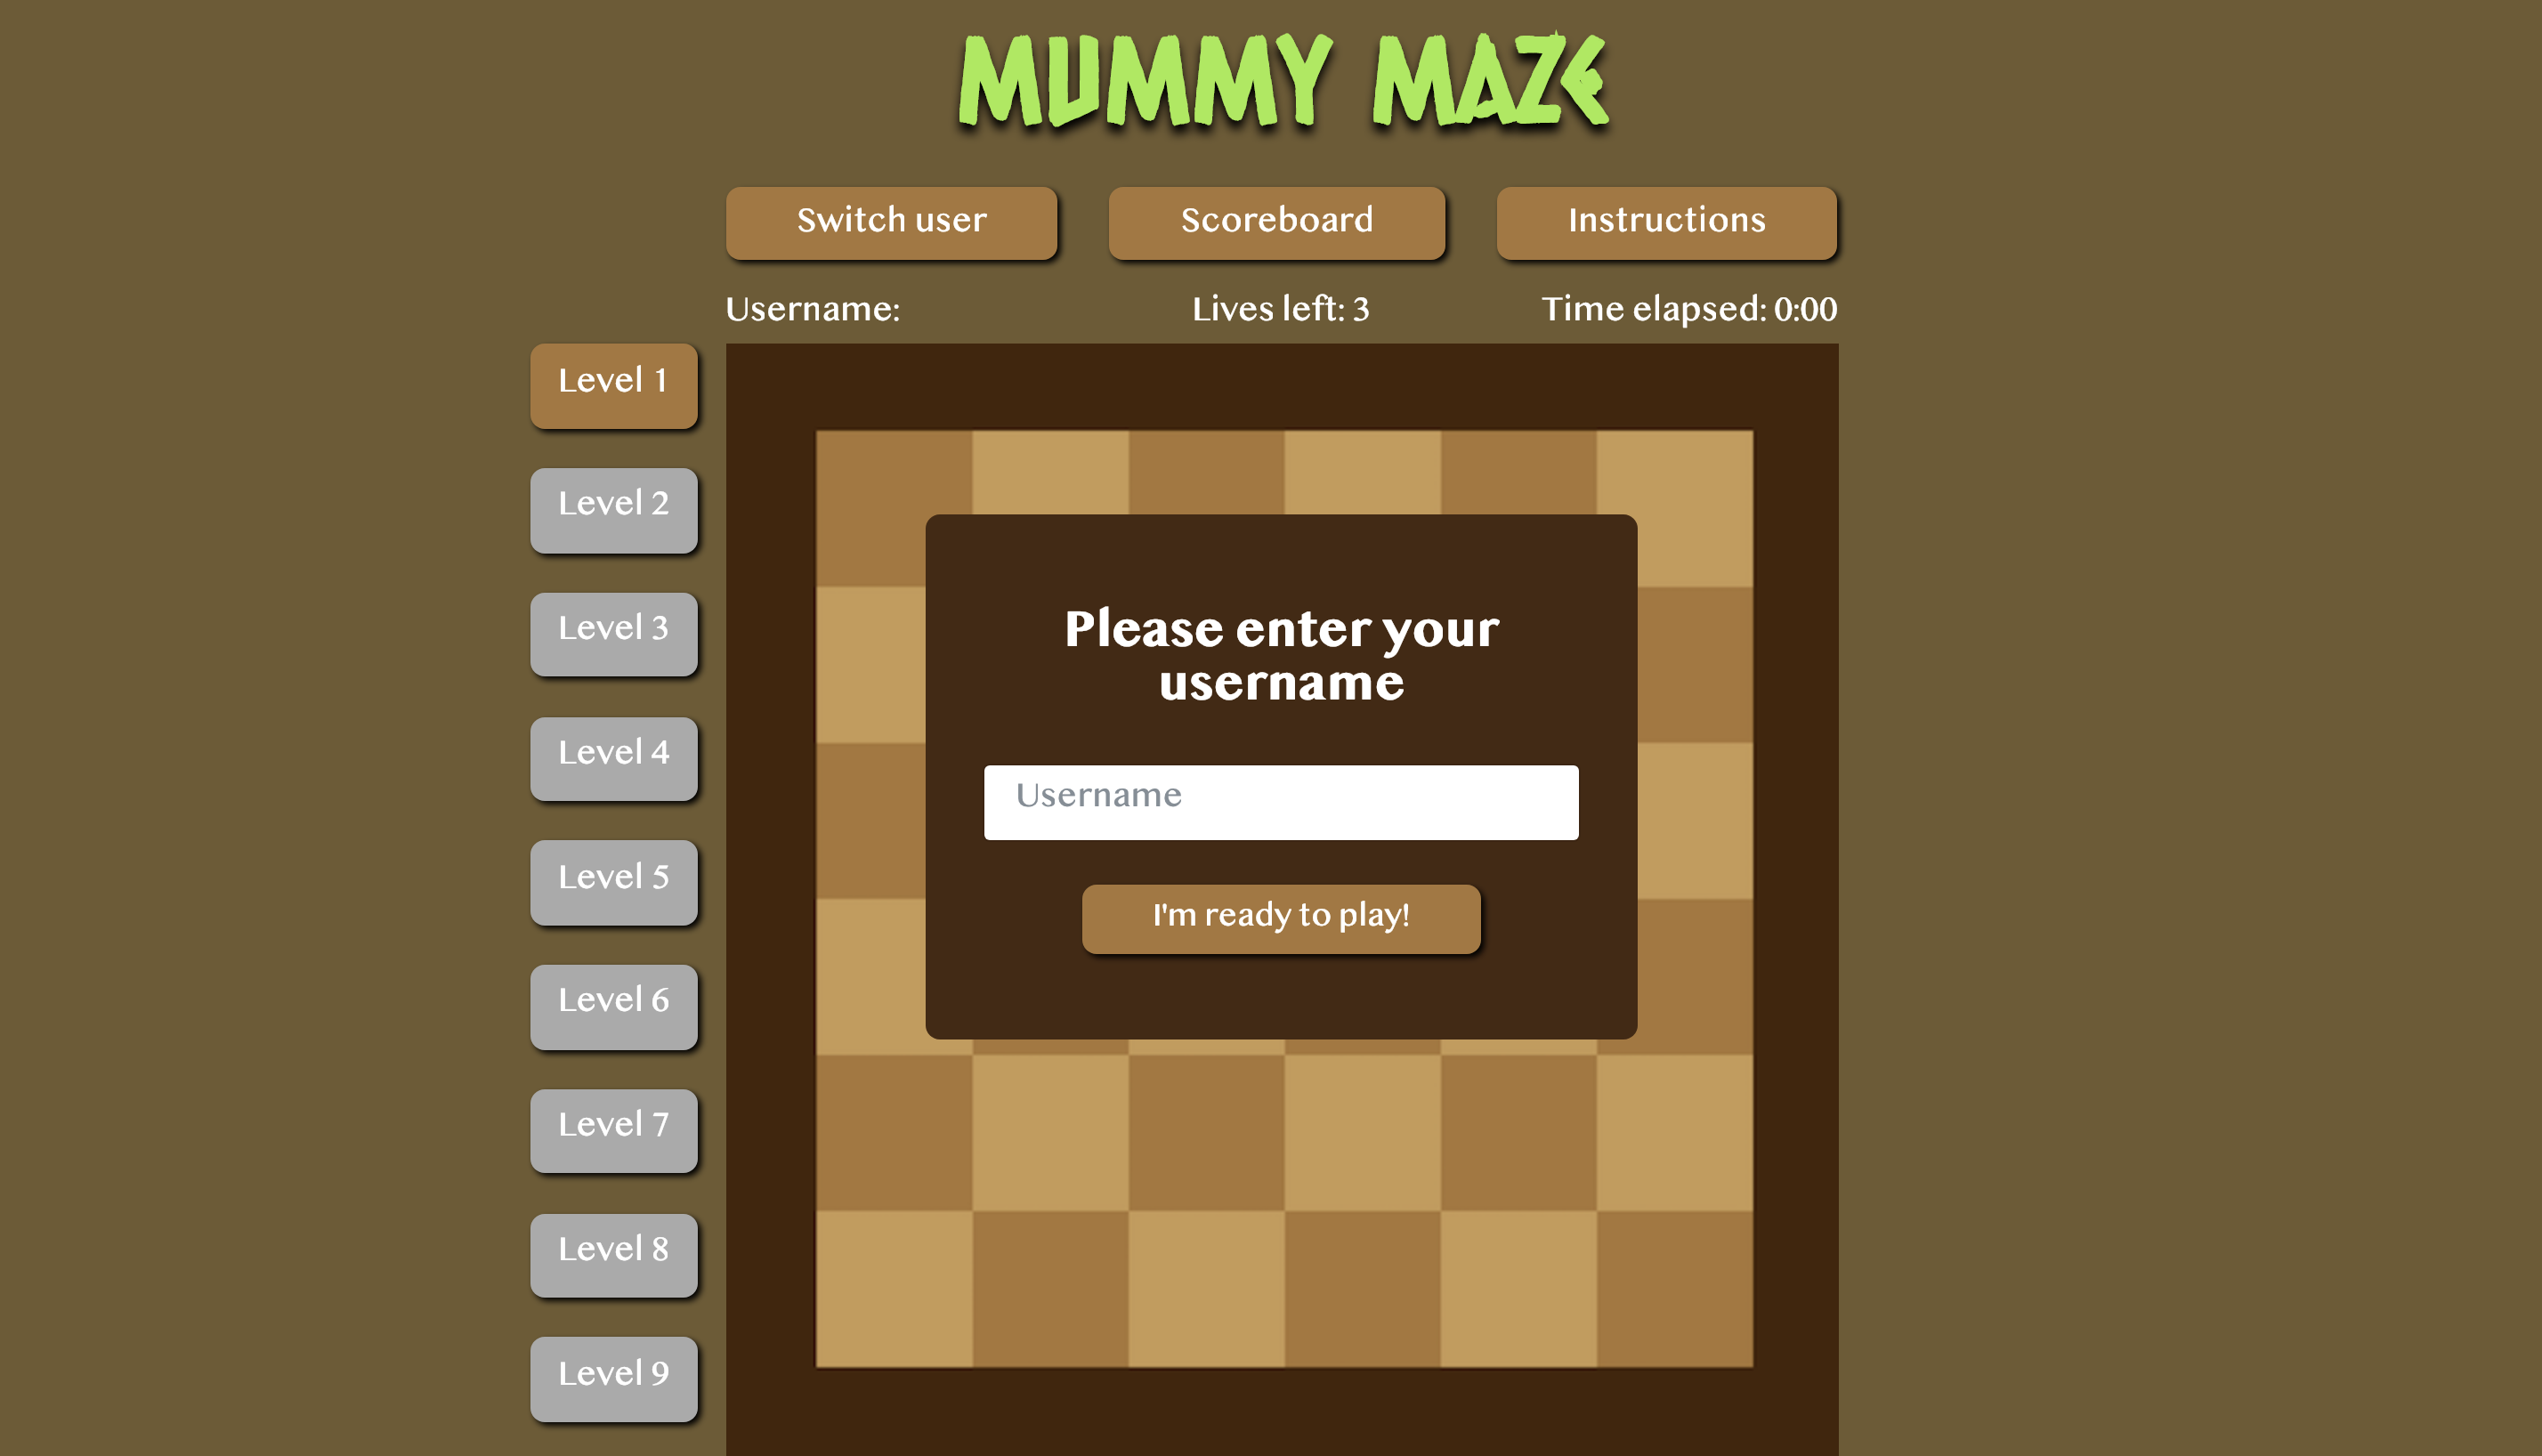 MUMMY MAZE
Switch user
Scoreboard
Instructions
Username:
Lives left: 3
Time elapsed: 0:00
Level 1
Level 2
Level 3
Level 4
Level 5
Level 6
Level 7
Level 8
Level 9
Please enter your
username
Username
I'm ready to play!